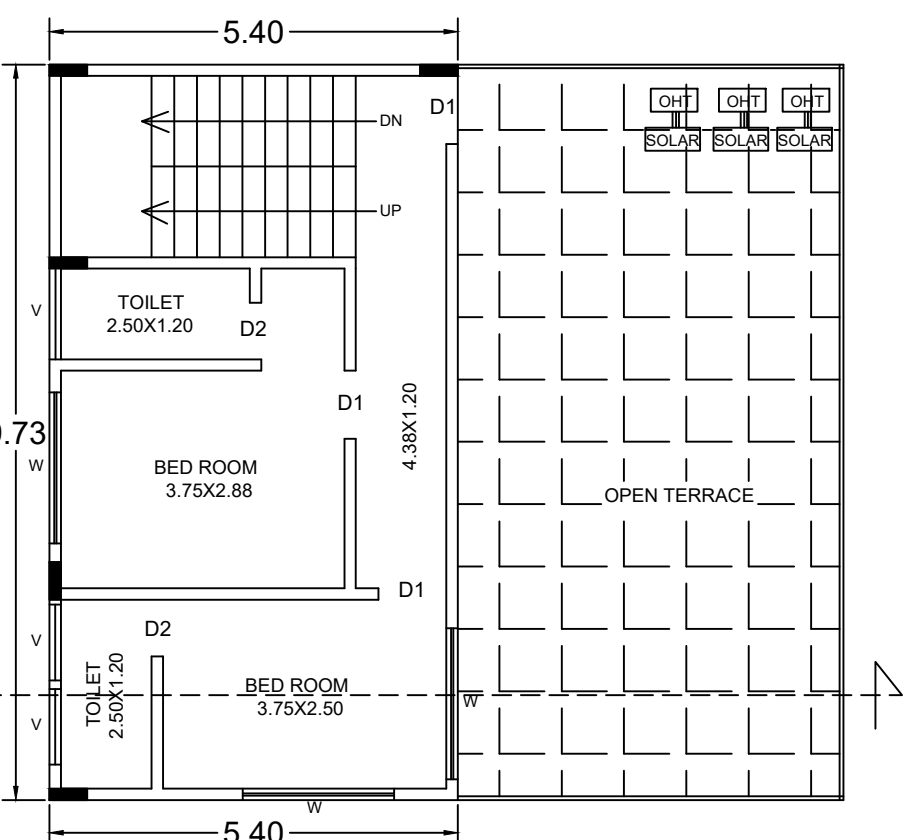 5.40
D1
OHT
OHT
OHT
SOLAR
SOLAR
SOLAR
DN
UP
TOILET
2.50X1.20
V
D2
D1
4.38X1.20
.73
W
BED ROOM
3.75X2.88
OPEN TERRACE
D1
D2
V
TOILET
2.50X1.20
BED ROOM
3.75X2.50
W
V
W
5.40